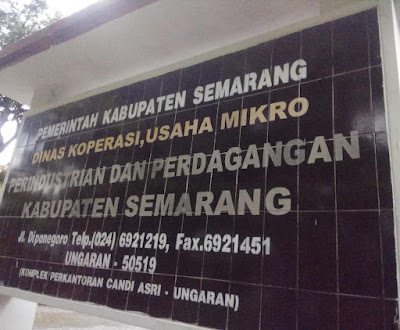 PEMERINTAH KABUPATEN SEMARANG
DINAS KOPERASI,USAHA MIKRO
PERINDUSTRIAN DAN PERDAGANGAN
KABUPATEN SEMARANG
Jl. Diponegoro Telp.(024) 6921219, Fax.6921451
UNGARAN - 50519
(KOMPLEK PERKANTORAN CANDI ASRI - UNGARAN)